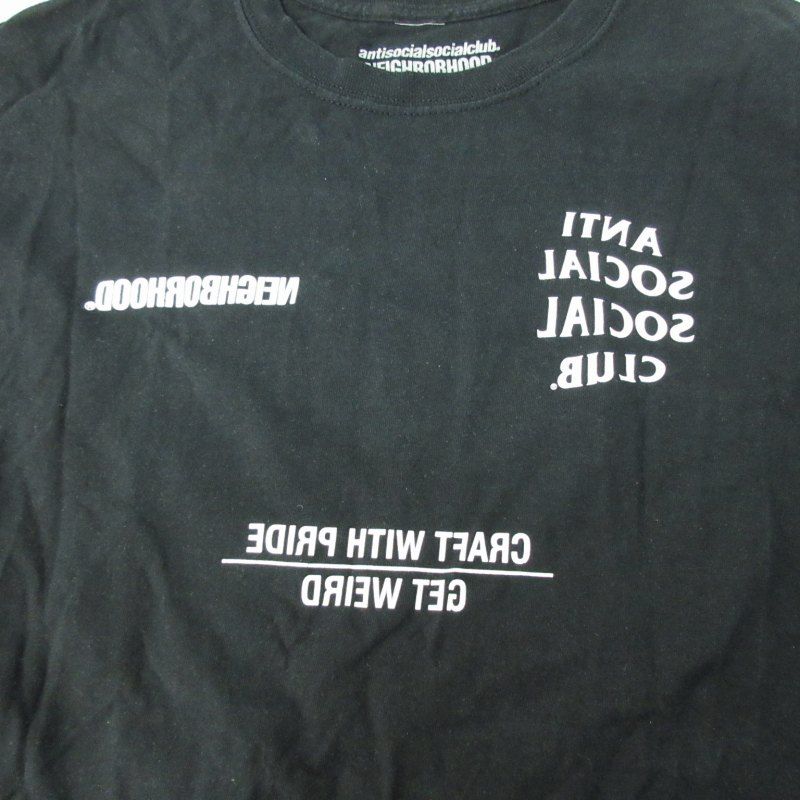 antisocialsocialclub.
NEIGHBORHOOD
ANTI
SOCIAL
SOCIAL
CLUB.
NEIGHBORHOOD.
CRAFT WITH PRIDE
GET WEIRD